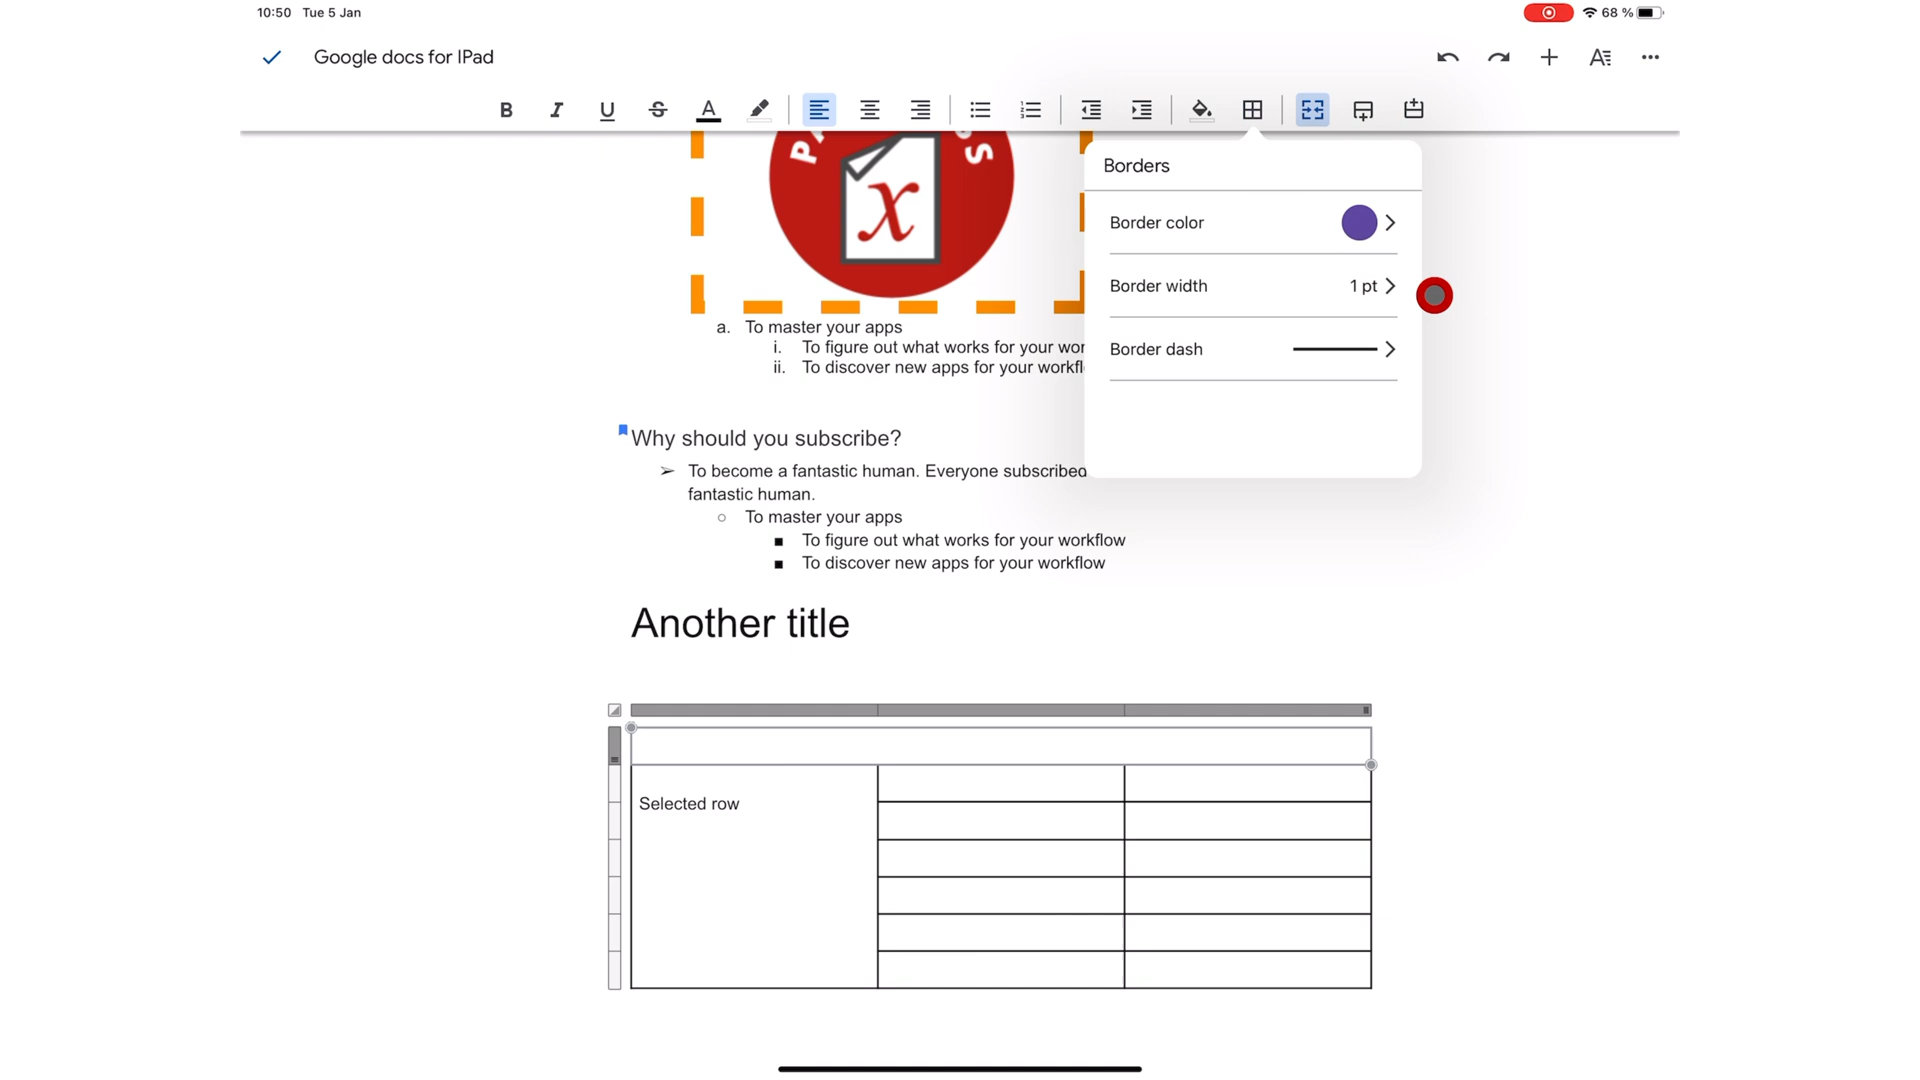 10:50 Tue 5 Jan
68 %
Google docs for IPad
B I U S A
Borders
Border color
Border width 1 pt
Border dash
x
a. To master your apps
i. To figure out what works for your wor
ii. To discover new apps for your workfl
Why should you subscribe?
➢ To become a fantastic human. Everyone subscribed
fantastic human.
○ To master your apps
■ To figure out what works for your workflow
■ To discover new apps for your workflow
Another title
Selected row